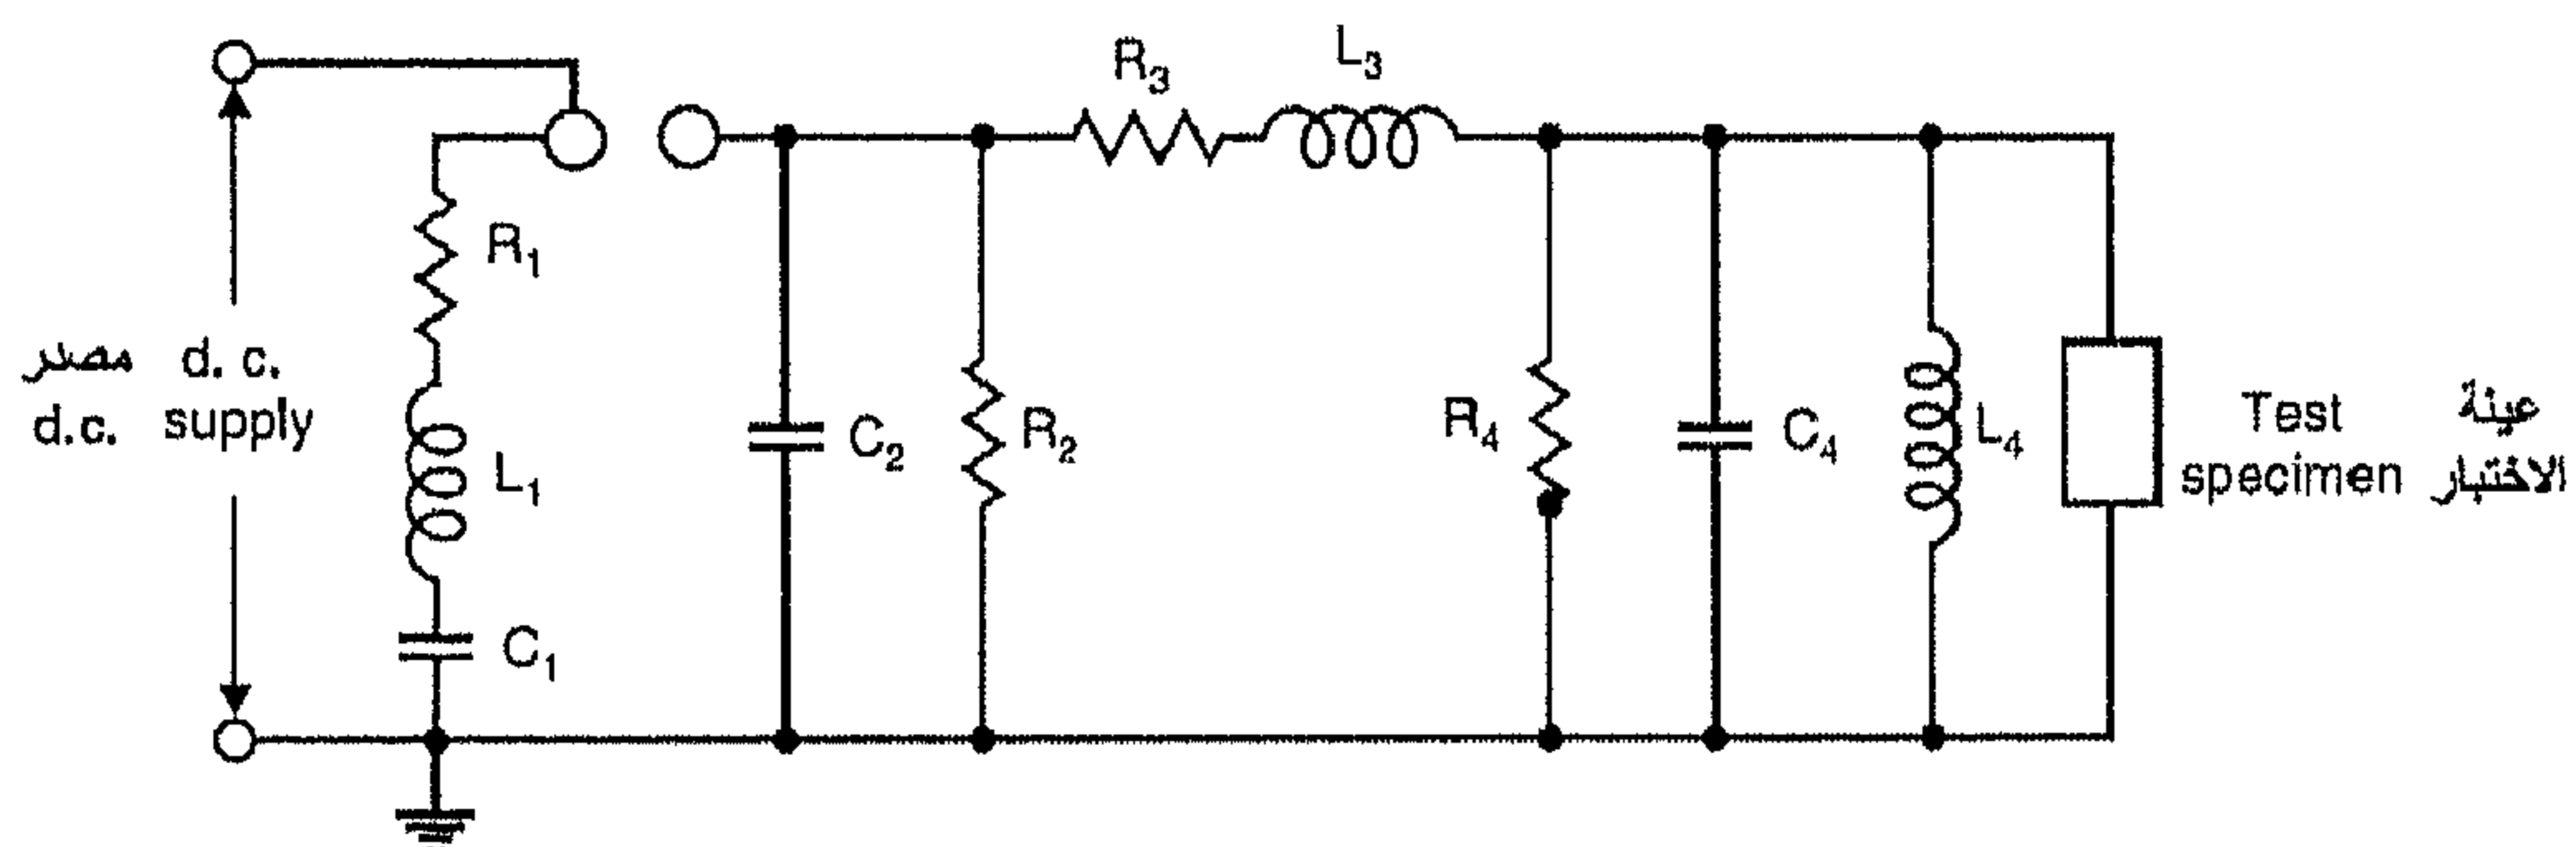 R₃
L₃
R₁
مصدر
d.c.
d. c.
supply
L₁
C₂
R₂
R₄
C₄
L₄
Test
specimen
عينة
الاختبار
C₁